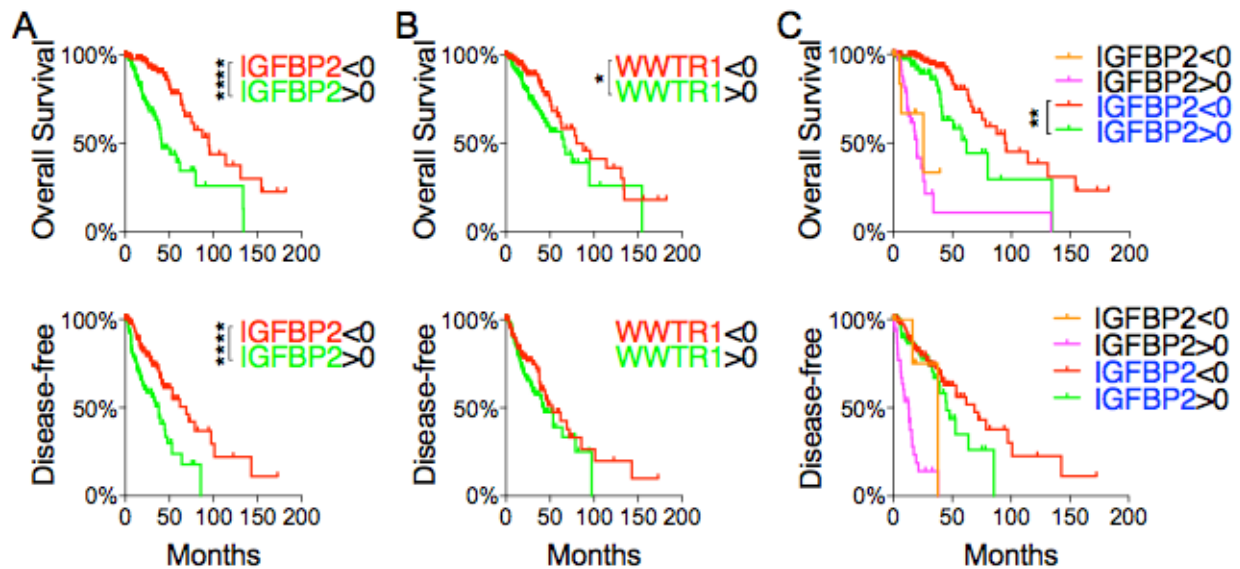 A
Overall Survival
100%
50%
0%
0 50 100 150 200
**** IGFBP2<0
IGFBP2>0
B
Overall Survival
100%
50%
0%
0 50 100 150 200
* WWTR1<0
WWTR1>0
C
Overall Survival
100%
50%
0%
0 50 100 150 200
IGFBP2<0
IGFBP2>0
** IGFBP2<0
IGFBP2>0
Disease-free
100%
50%
0%
0 50 100 150 200
Months
**** IGFBP2<0
IGFBP2>0
Disease-free
100%
50%
0%
0 50 100 150 200
Months
WWTR1<0
WWTR1>0
Disease-free
100%
50%
0%
0 50 100 150 200
Months
IGFBP2<0
IGFBP2>0
IGFBP2<0
IGFBP2>0